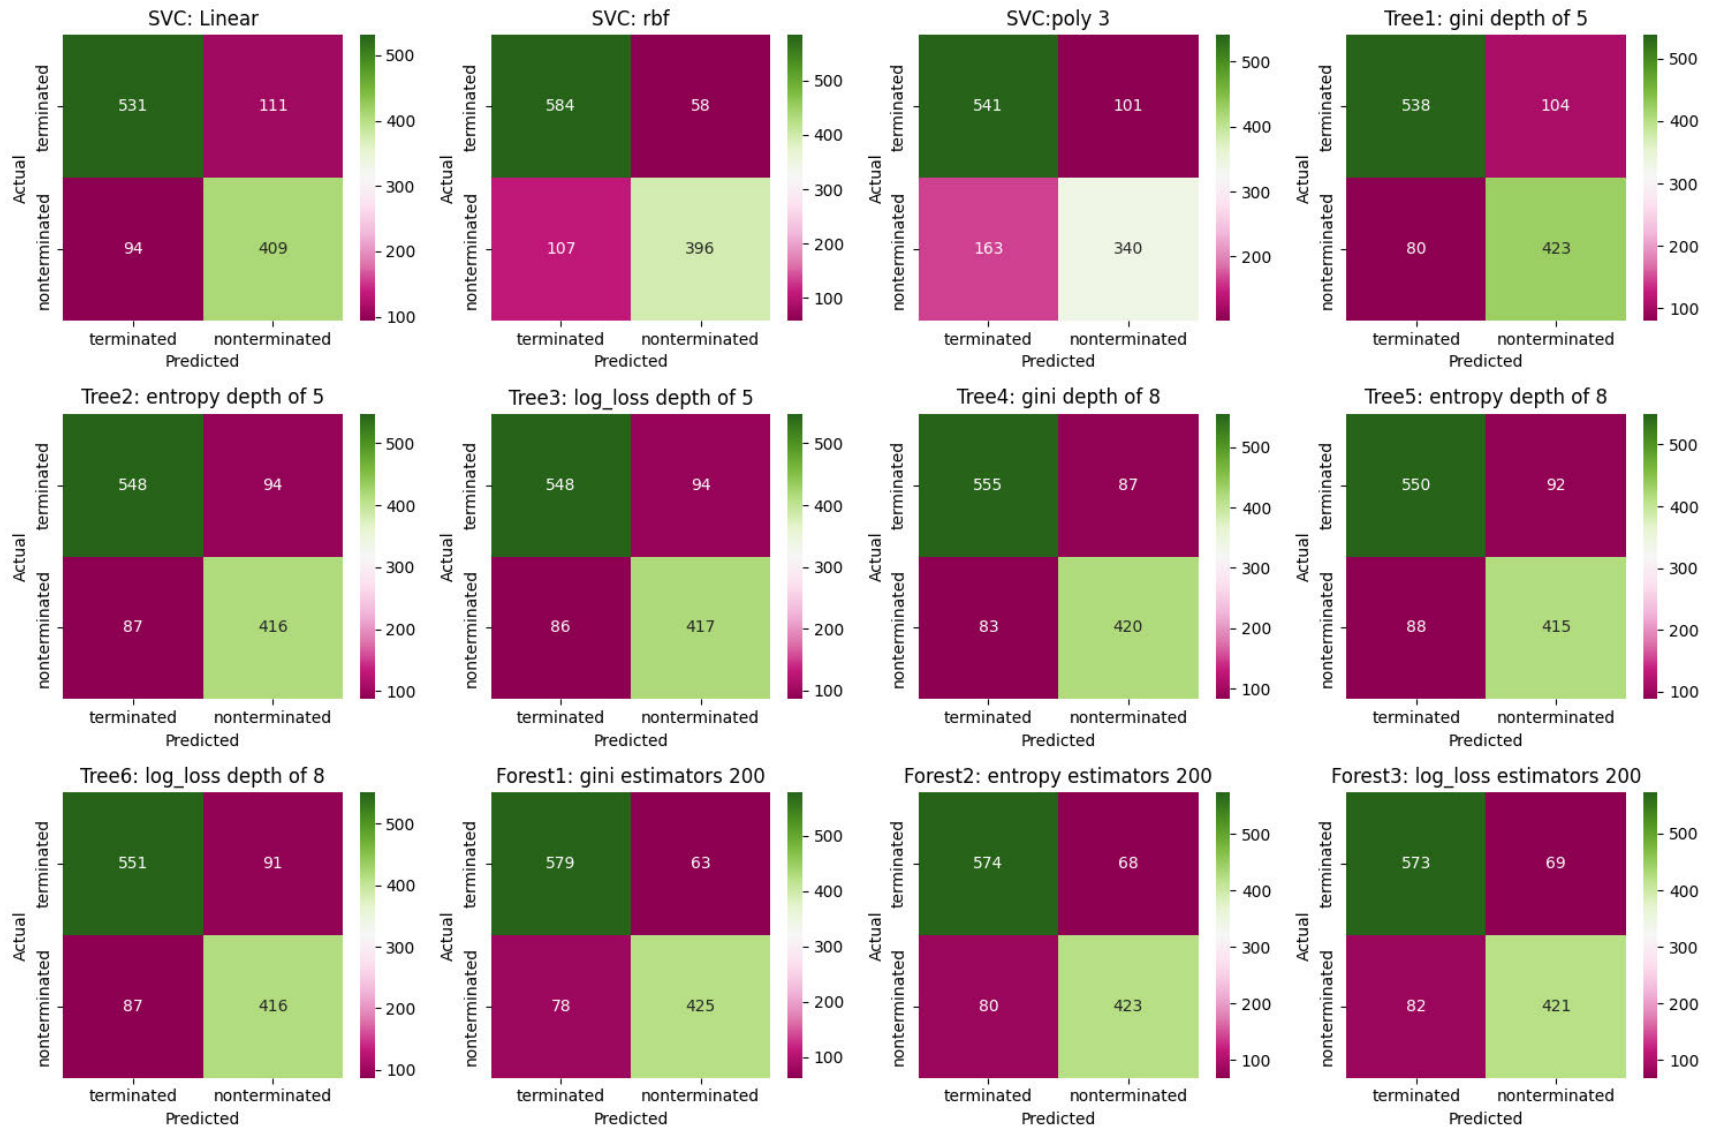 SVC: Linear
500
400
300
200
100
531
111
94
409
terminated
nonterminated
Actual
terminated
nonterminated
Predicted
SVC: rbf
500
400
300
200
100
584
58
107
396
terminated
nonterminated
Actual
terminated
nonterminated
Predicted
SVC:poly 3
500
400
300
200
541
101
163
340
terminated
nonterminated
Actual
terminated
nonterminated
Predicted
Tree1: gini depth of 5
500
400
300
200
100
538
104
80
423
terminated
nonterminated
Actual
terminated
nonterminated
Predicted
Tree2: entropy depth of 5
500
400
300
200
100
548
94
87
416
terminated
nonterminated
Actual
terminated
nonterminated
Predicted
Tree3: log_loss depth of 5
500
400
300
200
100
548
94
86
417
terminated
nonterminated
Actual
terminated
nonterminated
Predicted
Tree4: gini depth of 8
500
400
300
200
100
555
87
83
420
terminated
nonterminated
Actual
terminated
nonterminated
Predicted
Tree5: entropy depth of 8
500
400
300
200
100
550
92
88
415
terminated
nonterminated
Actual
terminated
nonterminated
Predicted
Tree6: log_loss depth of 8
500
400
300
200
100
551
91
87
416
terminated
nonterminated
Actual
terminated
nonterminated
Predicted
Forest1: gini estimators 200
500
400
300
200
100
579
63
78
425
terminated
nonterminated
Actual
terminated
nonterminated
Predicted
Forest2: entropy estimators 200
500
400
300
200
100
574
68
80
423
terminated
nonterminated
Actual
terminated
nonterminated
Predicted
Forest3: log_loss estimators 200
500
400
300
200
100
573
69
82
421
terminated
nonterminated
Actual
terminated
nonterminated
Predicted